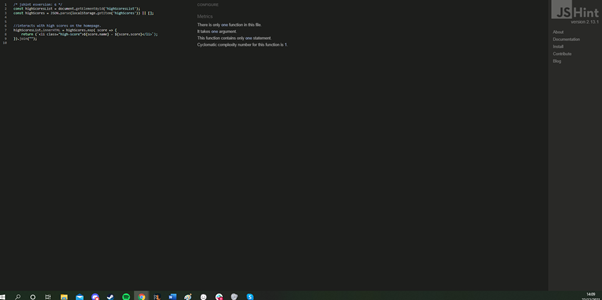 1 /* jshint esversion: 6 */
2 const highScoresList = document.getElementById("highScoresList");
3 const highScores = JSON.parse(localStorage.getItem("highScores")) || [];
4
5 //interacts with high scores on the homepage.
6 highScoresList.innerHTML = highScores.map( score => {
7 return ( `<li class="high-score">${score.name} - ${score.score}</li>`);
8 }).join("");
9
10
CONFIGURE
Metrics
There is only one function in this file.
It takes one argument.
This function contains only one statement.
Cyclomatic complexity number for this function is 1.
JSHint
version 2.13.1
About
Documentation
Install
Contribute
Blog
14:09